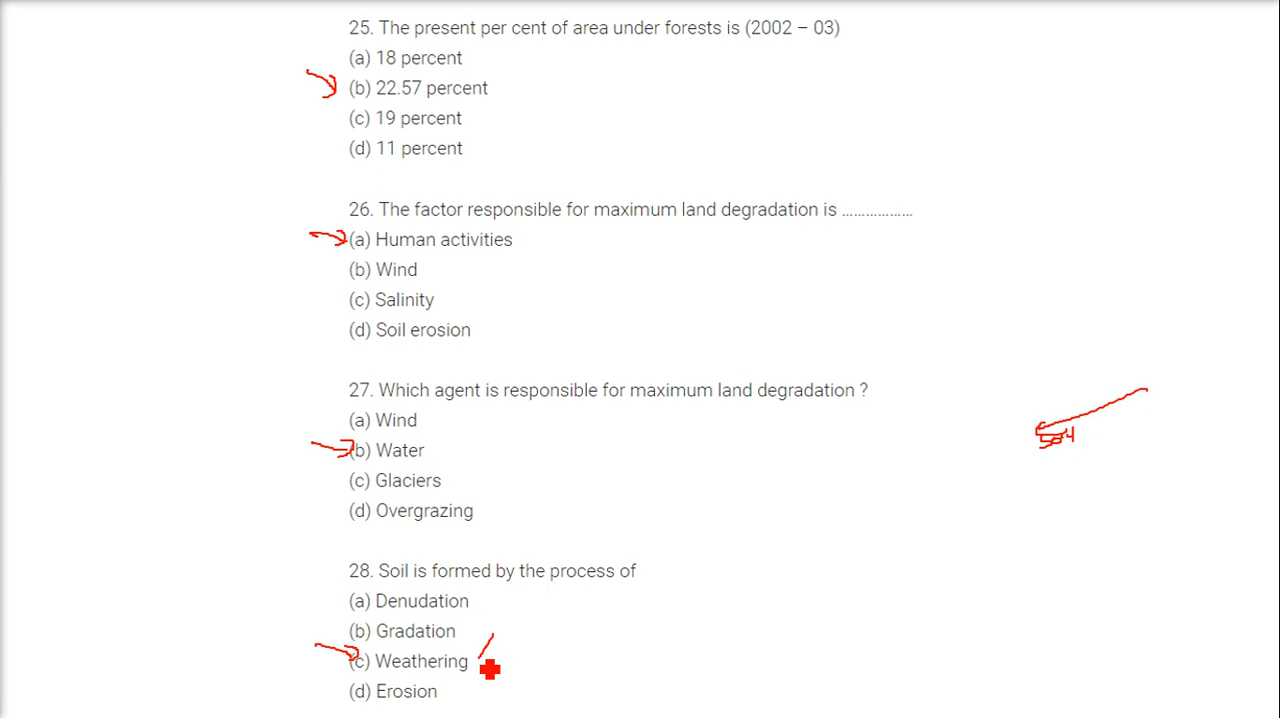 25. The present per cent of area under forests is (2002 – 03)
(a) 18 percent
(b) 22.57 percent
(c) 19 percent
(d) 11 percent
26. The factor responsible for maximum land degradation is ..................
(a) Human activities
(b) Wind
(c) Salinity
(d) Soil erosion
27. Which agent is responsible for maximum land degradation ?
(a) Wind
(b) Water
(c) Glaciers
(d) Overgrazing
28. Soil is formed by the process of
(a) Denudation
(b) Gradation
(c) Weathering
(d) Erosion